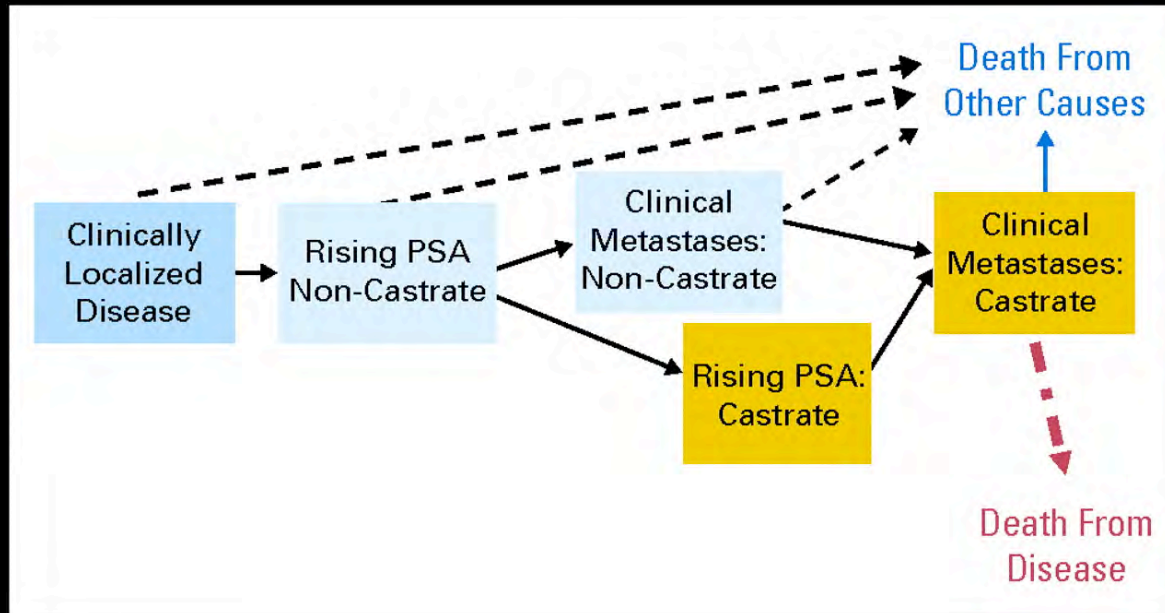 Death From
Other Causes
Clinically
Localized
Disease
Rising PSA
Non-Castrate
Clinical
Metastases:
Non-Castrate
Clinical
Metastases:
Castrate
Rising PSA:
Castrate
Death From
Disease